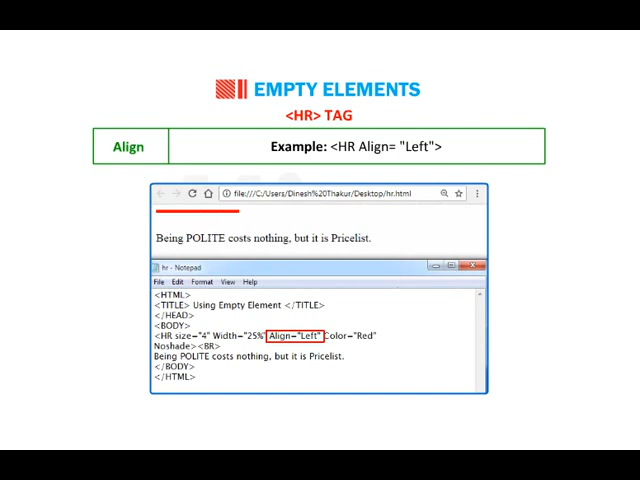 EMPTY ELEMENTS
<HR> TAG
Align
Example: <HR Align= "Left">
file:///C:/Users/Dinesh%20Thakur/Desktop/hr.html
Being POLITE costs nothing, but it is Pricelist.
hr - Notepad
File Edit Format View Help
<HTML>
<TITLE> Using Empty Element </TITLE>
</HEAD>
<BODY>
<HR size="4" Width="25%" Align="Left" Color="Red"
Noshade><BR>
Being POLITE costs nothing, but it is Pricelist.
</BODY>
</HTML>